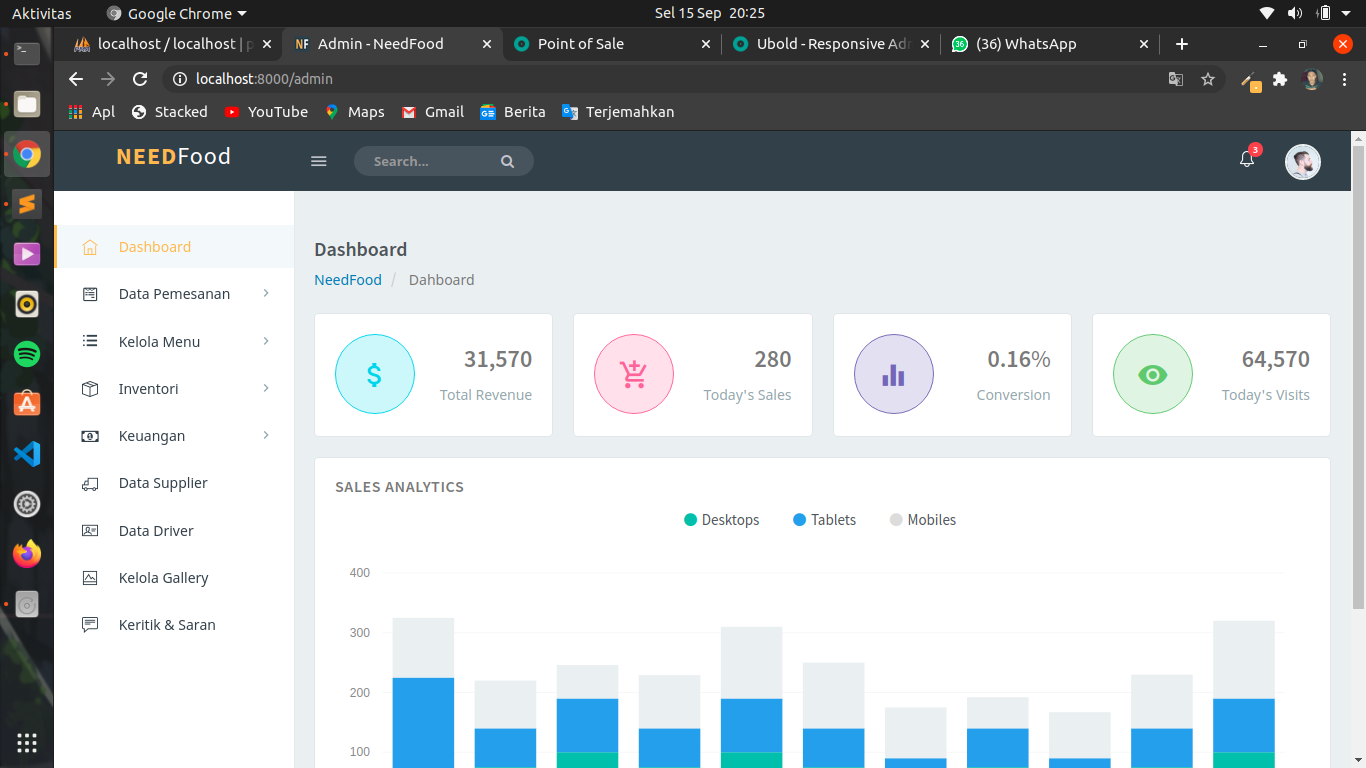 Aktivitas Google Chrome Sel 15 Sep 20:25
localhost / localhost | p Admin - NeedFood Point of Sale Ubold - Responsive Adr (36) WhatsApp
localhost:8000/admin
Apl Stacked YouTube Maps Gmail Berita Terjemahkan
NEEDFood Search... 3
Dashboard
Data Pemesanan
Kelola Menu
Inventori
Keuangan
Data Supplier
Data Driver
Kelola Gallery
Keritik & Saran
Dashboard
NeedFood / Dahboard
31,570
Total Revenue
280
Today's Sales
0.16%
Conversion
64,570
Today's Visits
SALES ANALYTICS
Desktops Tablets Mobiles
400
300
200
100